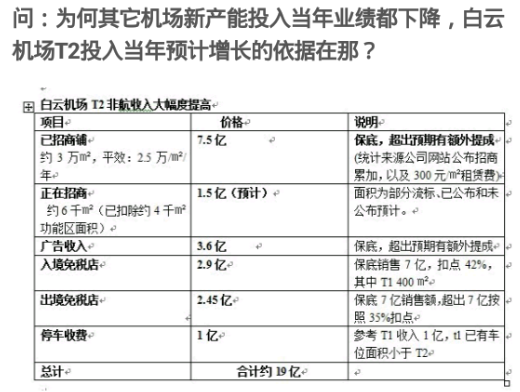 问：为何其它机场新产能投入当年业绩都下降，白云
机场T2投入当年预计增长的依据在那？
白云机场 T2 非航收入大幅度提高
项目 价格 说明
已招商铺 7.5 亿 保底，超出预期有额外提成
约 3 万㎡，平效：2.5 万/㎡/ (统计来源公司网站公布招商
年 累加，以及 300 元/㎡租赁费)
正在招商 1.5 亿（预计） 面积为部分流标、已公布和未
约 6 千㎡（已扣除约 4 千㎡ 公布预计。
功能区面积）
广告收入 3.6 亿 保底，超出预期有额外提成
入境免税店 2.9 亿 保底销售 7 亿，扣点 42%，
其中 T1 400 ㎡
出境免税店 2.45 亿 保底 7 亿销售额，超出 7 亿按
照 35%扣点
停车收费 1 亿 参考 T1 收入 1 亿，t1 已有车
位面积小于 T2
总计 合计约 19 亿